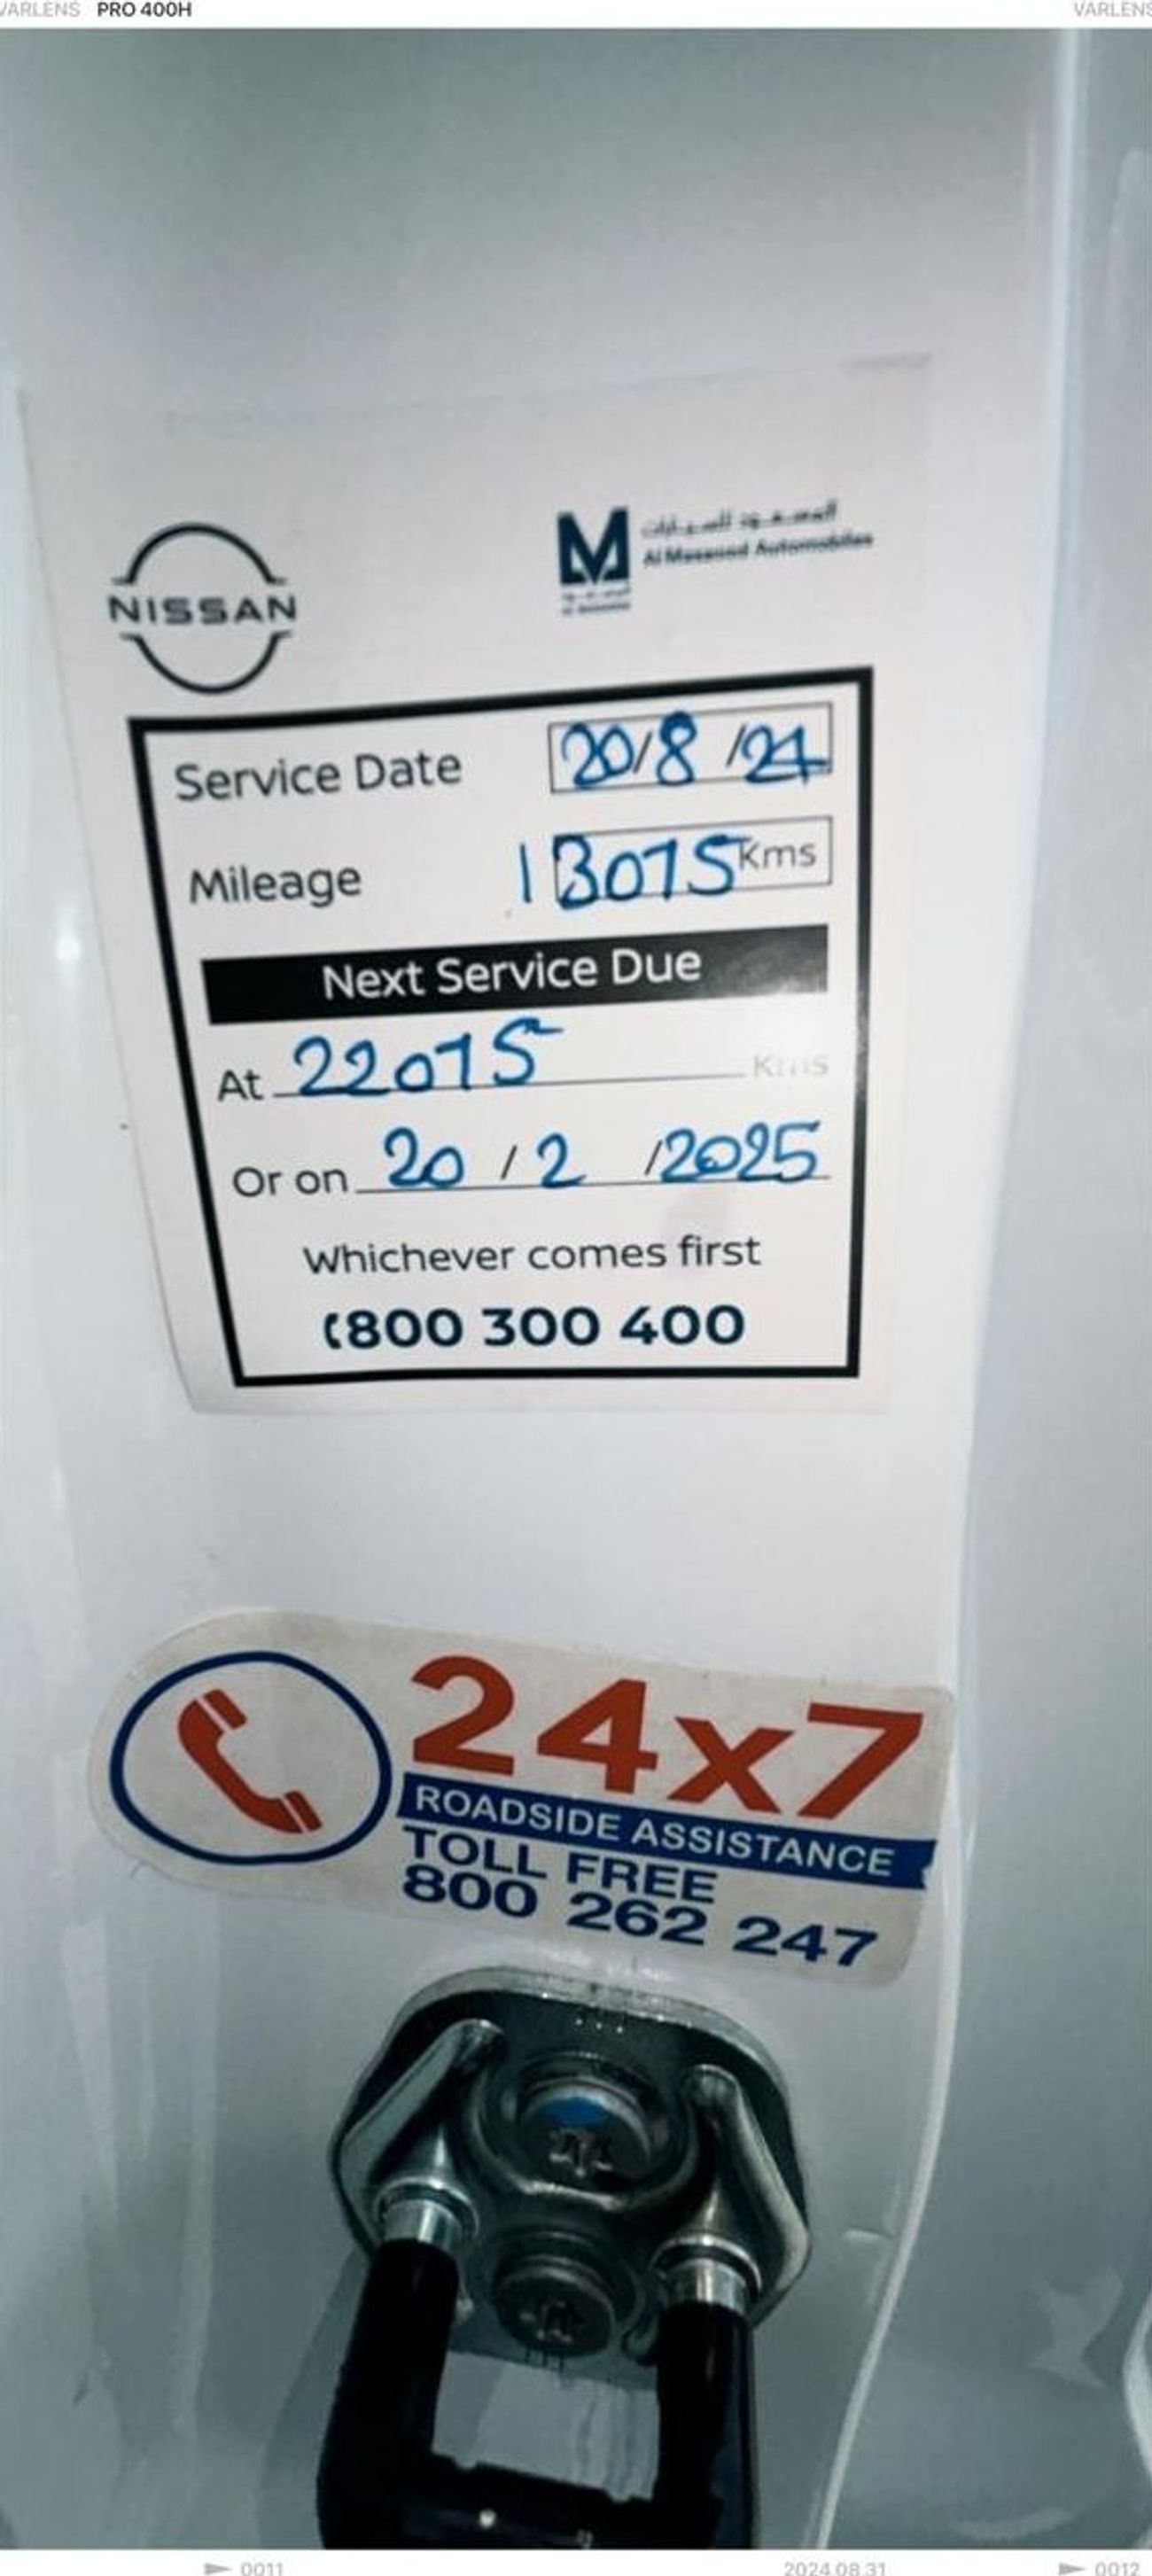 VARLENS PRO 400H VARLENS
NISSAN
M
المسعود للسيارات
Al Masaood Automobiles
Service Date 20/8/24
Mileage 13075 Kms
Next Service Due
At 22075 Kms
Or on 20/2/2025
Whichever comes first
800 300 400
24x7
ROADSIDE ASSISTANCE
TOLL FREE
800 262 247
0011 2024.08.31 0012